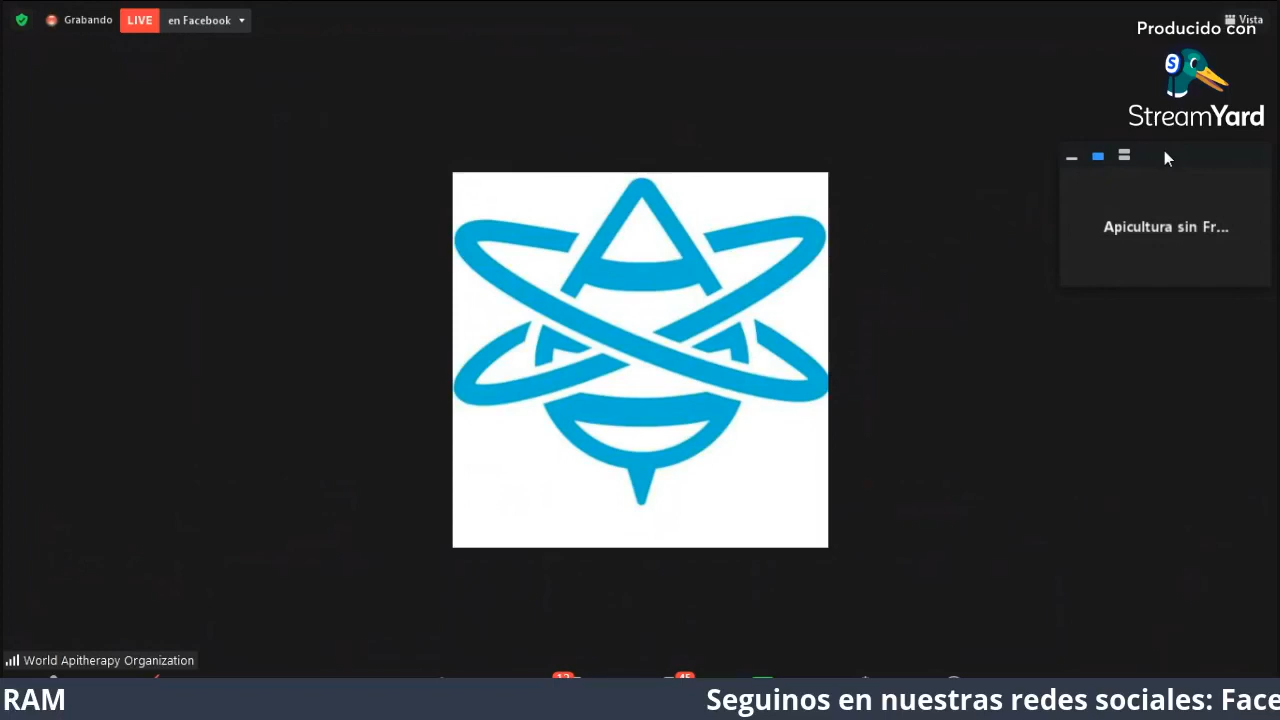 Grabando
LIVE en Facebook
Vista
Producido con
StreamYard
Apicultura sin Fr...
World Apitherapy Organization
RAM
Seguinos en nuestras redes sociales: Face